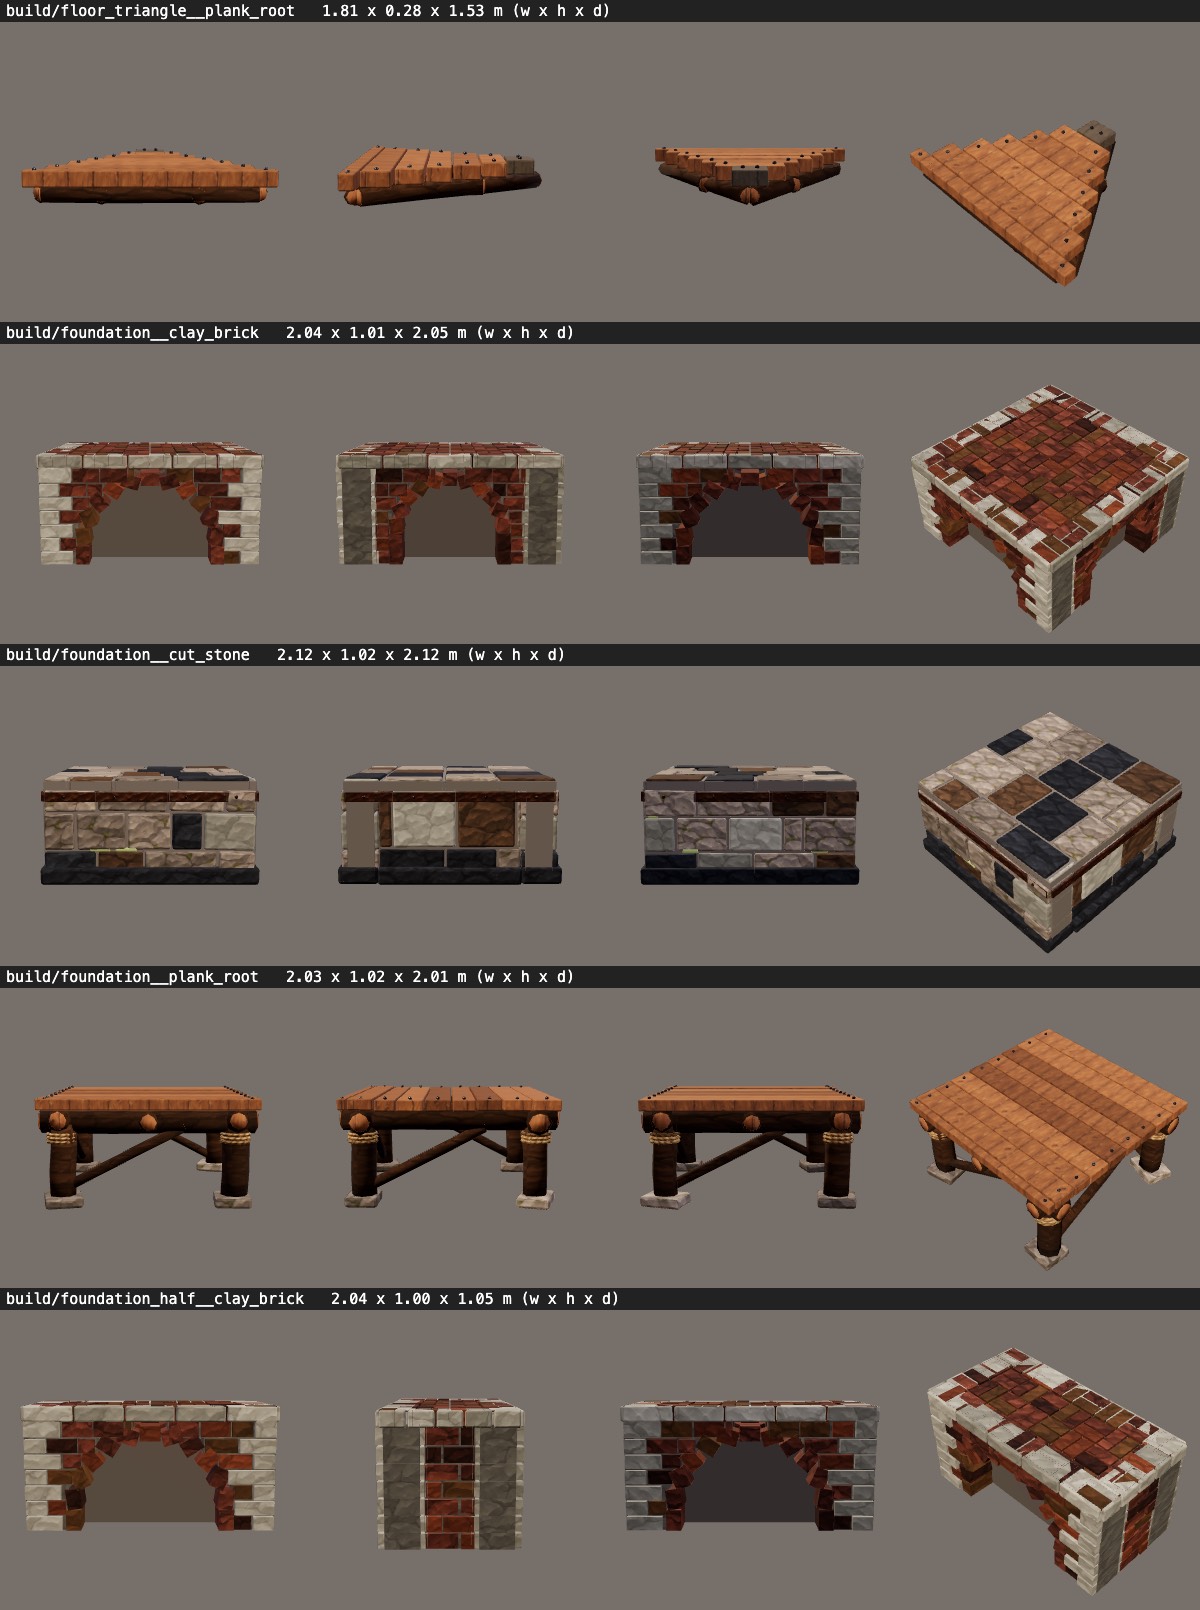 build/floor_triangle__plank_root   1.81 x 0.28 x 1.53 m (w x h x d)
build/foundation__clay_brick   2.04 x 1.01 x 2.05 m (w x h x d)
build/foundation__cut_stone   2.12 x 1.02 x 2.12 m (w x h x d)
build/foundation__plank_root   2.03 x 1.02 x 2.01 m (w x h x d)
build/foundation_half__clay_brick   2.04 x 1.00 x 1.05 m (w x h x d)